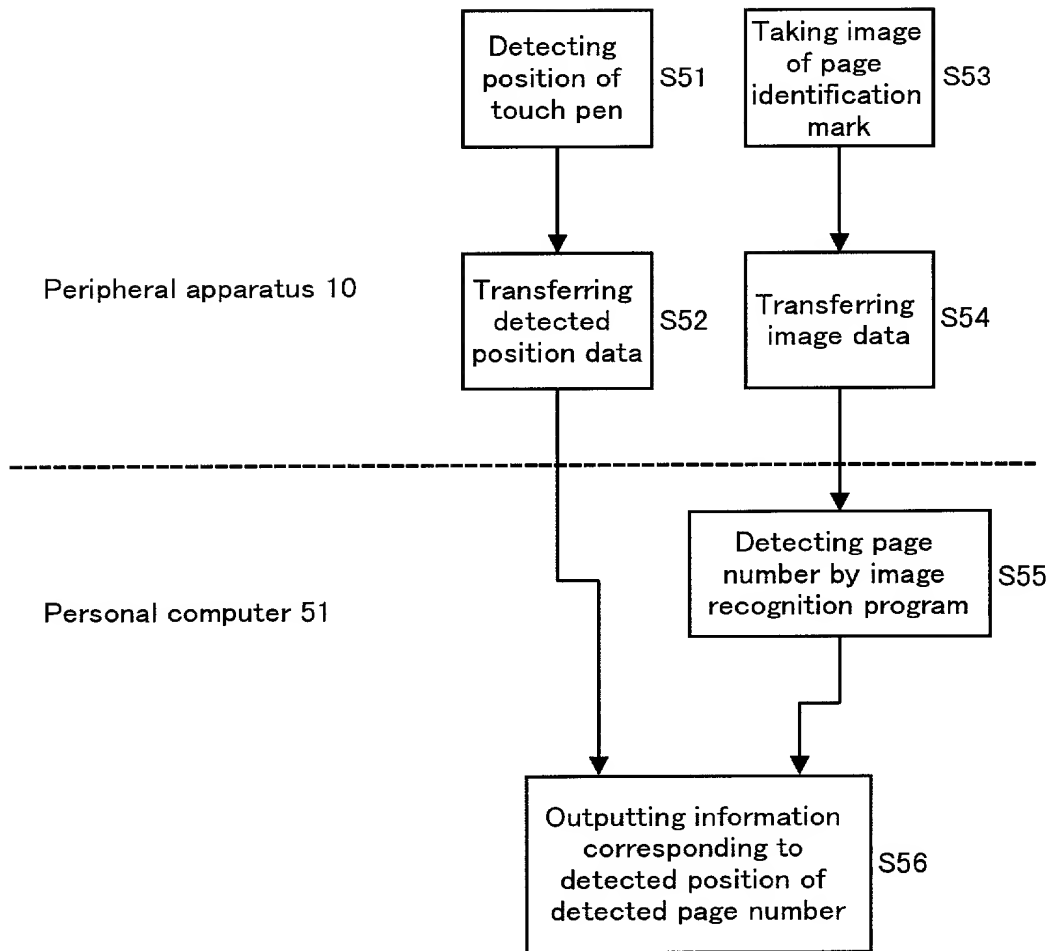 Detecting
position of
touch pen
S51
Taking image
of page
identification
mark
S53
Peripheral apparatus 10
Transferring
detected
position data
S52
Transferring
image data
S54
Personal computer 51
Detecting page
number by image
recognition program
S55
Outputting information
corresponding to
detected position of
detected page number
S56